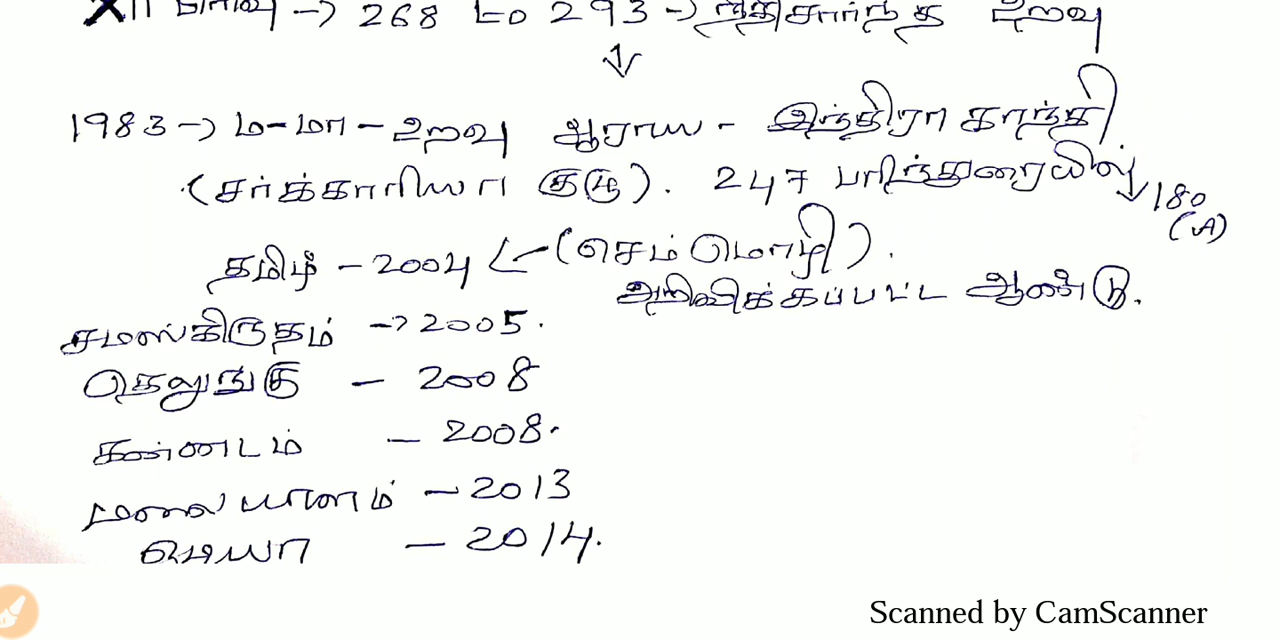 XII பிரிவு → 268 to 293 → நிதிசார்ந்த உறவு
1983 → ம-மா-உறவு ஆராய - இந்திரா காந்தி
(சர்க்காரியா குழு). 247 பரிந்துரையில் 180
(A)
தமிழ் - 2004 ← (செம்மொழி).
அறிவிக்கப்பட்ட ஆண்டு.
சமஸ்கிருதம் → 2005.
தெலுங்கு - 2008
கன்னடம் - 2008.
மலையாளம் - 2013
ஒடியா - 2014.
Scanned by CamScanner